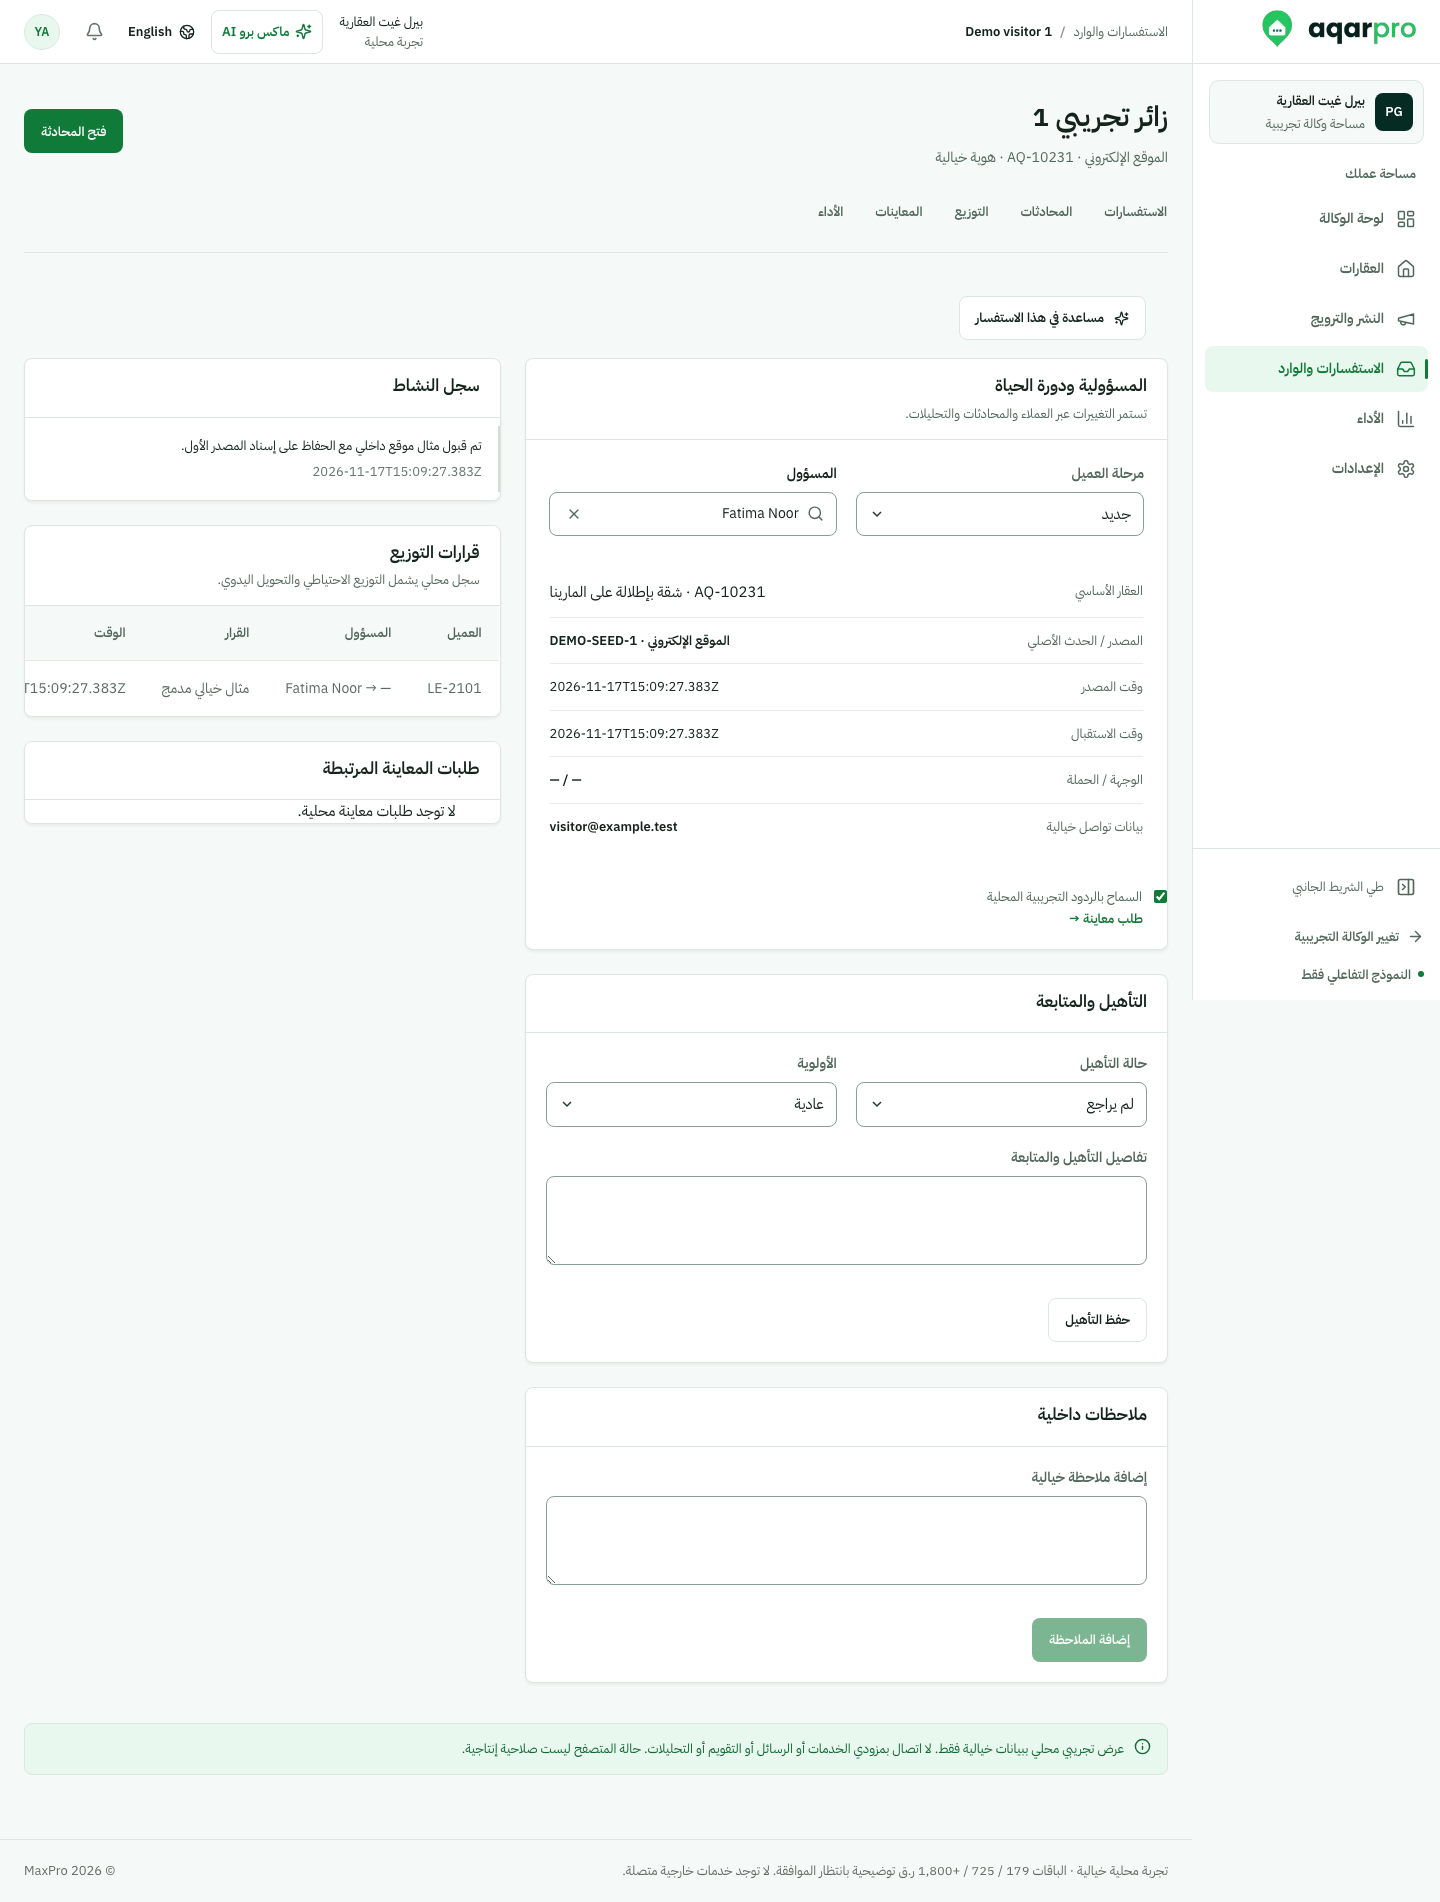 aqarpro
الاستفسارات والوارد / Demo visitor 1
بيرل غيت العقارية
تجربة محلية
ماكس برو AI
English
YA
PG
بيرل غيت العقارية
مساحة وكالة تجريبية
مساحة عملك
لوحة الوكالة
العقارات
النشر والترويج
الاستفسارات والوارد
الأداء
الإعدادات
طي الشريط الجانبي
تغيير الوكالة التجريبية
النموذج التفاعلي فقط
زائر تجريبي 1
الموقع الإلكتروني · AQ-10231 · هوية خيالية
فتح المحادثة
الاستفسارات
المحادثات
التوزيع
المعاينات
الأداء
مساعدة في هذا الاستفسار
المسؤولية ودورة الحياة
تستمر التغييرات عبر العملاء والمحادثات والتحليلات.
مرحلة العميل
جديد
المسؤول
Fatima Noor
العقار الأساسي
AQ-10231 · شقة بإطلالة على المارينا
المصدر / الحدث الأصلي
الموقع الإلكتروني · DEMO-SEED-1
وقت المصدر
2026-11-17T15:09:27.383Z
وقت الاستقبال
2026-11-17T15:09:27.383Z
الوجهة / الحملة
— / —
بيانات تواصل خيالية
visitor@example.test
السماح بالردود التجريبية المحلية
طلب معاينة →
التأهيل والمتابعة
حالة التأهيل
لم يراجع
الأولوية
عادية
تفاصيل التأهيل والمتابعة
حفظ التأهيل
ملاحظات داخلية
إضافة ملاحظة خيالية
إضافة الملاحظة
سجل النشاط
تم قبول مثال موقع داخلي مع الحفاظ على إسناد المصدر الأول.
2026-11-17T15:09:27.383Z
قرارات التوزيع
سجل محلي يشمل التوزيع الاحتياطي والتحويل اليدوي.
العميل المسؤول القرار الوقت
LE-2101 — → Fatima Noor مثال خيالي مدمج T15:09:27.383Z
طلبات المعاينة المرتبطة
لا توجد طلبات معاينة محلية.
عرض تجريبي محلي ببيانات خيالية فقط. لا اتصال بمزودي الخدمات أو الرسائل أو التقويم أو التحليلات. حالة المتصفح ليست صلاحية إنتاجية.
تجربة محلية خيالية · الباقات 179 / 725 / +1,800 ر.ق توضيحية بانتظار الموافقة. لا توجد خدمات خارجية متصلة.
© 2026 MaxPro